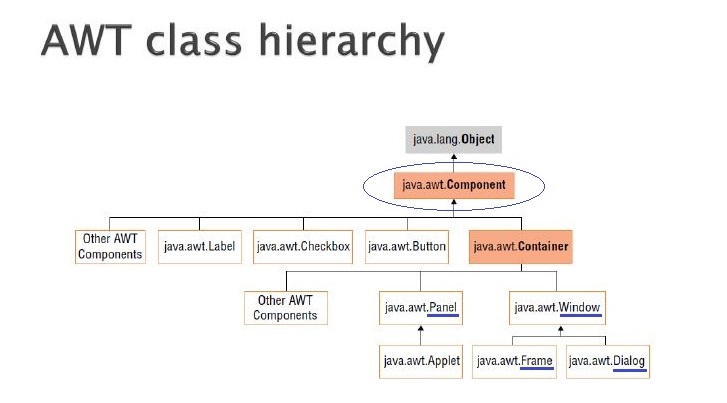 AWT class hierarchy
java.lang.Object
java.awt.Component
Other AWT
Components
java.awt.Label
java.awt.Checkbox
java.awt.Button
java.awt.Container
Other AWT
Components
java.awt.Panel
java.awt.Window
java.awt.Applet
java.awt.Frame
java.awt.Dialog